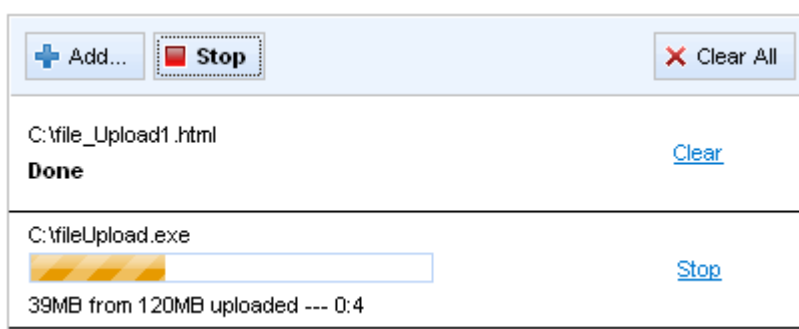 Add... Stop Clear All
C:\file_Upload1.html
Done
Clear
C:\fileUpload.exe
Stop
39MB from 120MB uploaded --- 0:4